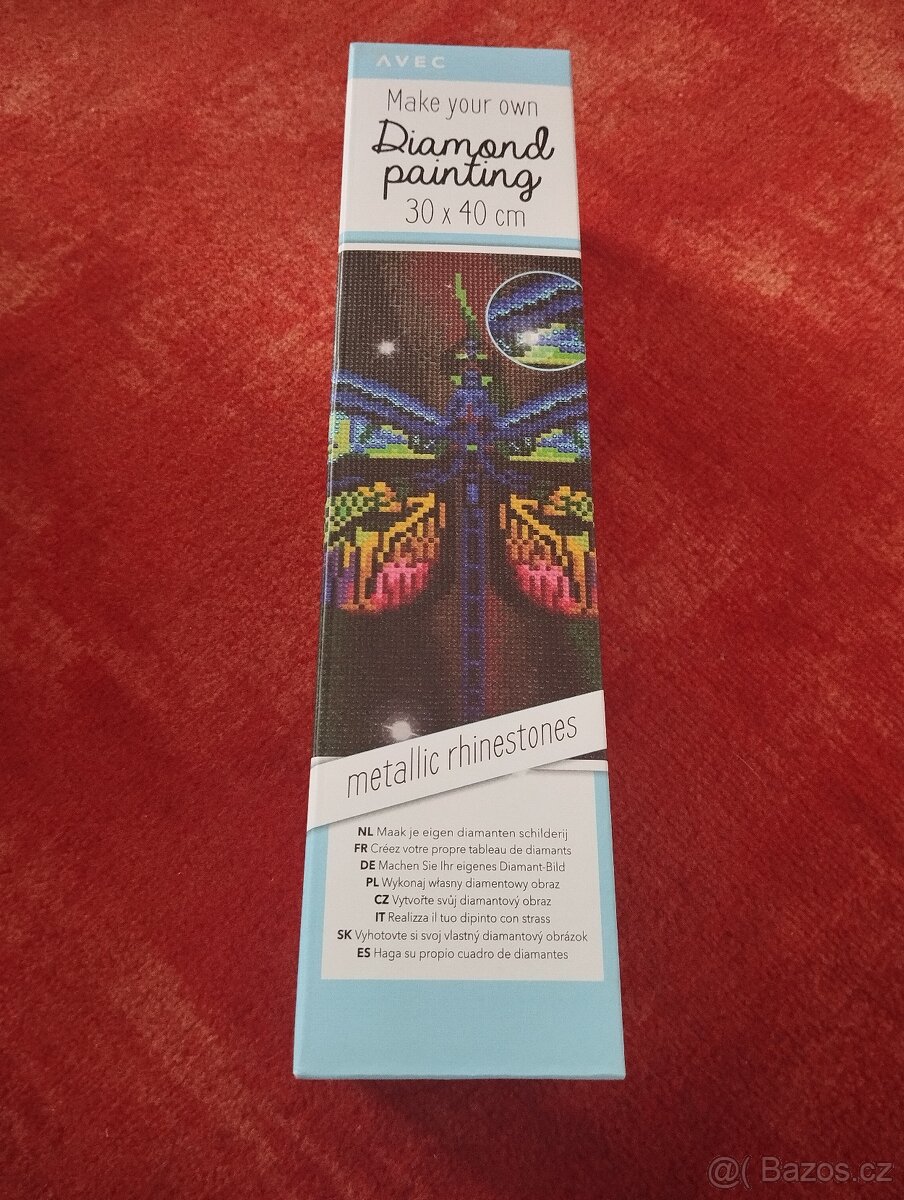 AVEC
Make your own
Diamond
painting
30 x 40 cm
metallic rhinestones
NL Maak je eigen diamanten schilderij
FR Créez votre propre tableau de diamants
DE Machen Sie Ihr eigenes Diamant-Bild
PL Wykonaj własny diamentowy obraz
CZ Vytvořte svůj diamantový obraz
IT Realizza il tuo dipinto con strass
SK Vyhotovte si svoj vlastný diamantový obrázok
ES Haga su propio cuadro de diamantes
@( Bazos.cz